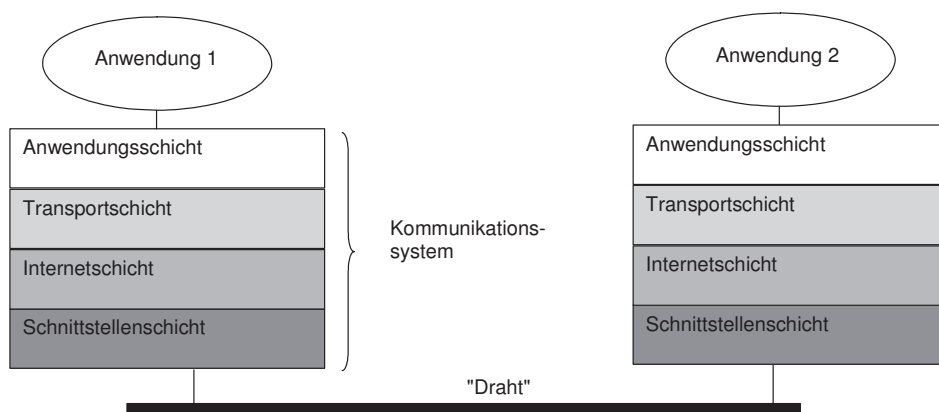 Anwendung 1
Anwendungsschicht
Transportschicht
Internetschicht
Schnittstellenschicht
Kommunikations-
system
Anwendung 2
Anwendungsschicht
Transportschicht
Internetschicht
Schnittstellenschicht
"Draht"